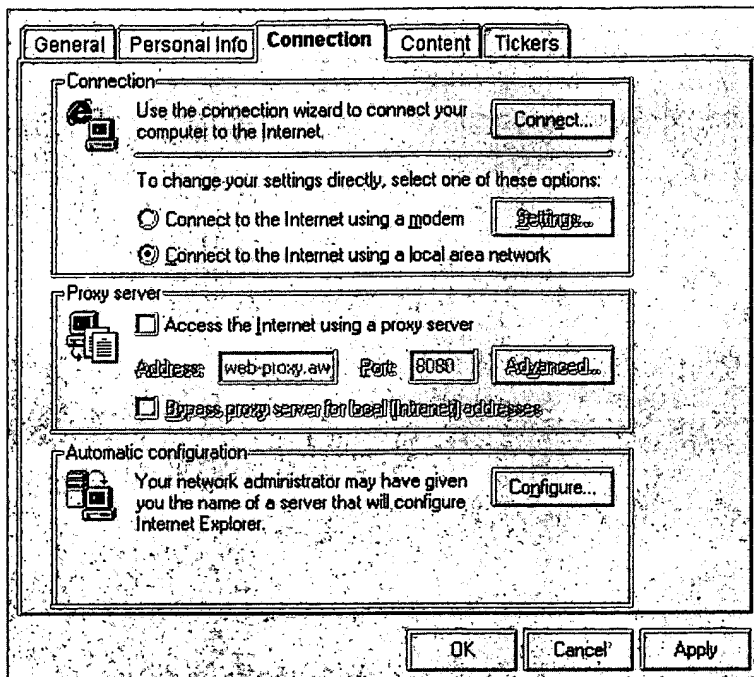 General Personal Info Connection Content Tickers
Connection
Use the connection wizard to connect your
computer to the Internet.
Connect...
To change your settings directly, select one of these options:
Connect to the Internet using a modem
Settings...
Connect to the Internet using a local area network
Proxy server
Access the Internet using a proxy server
Address: web-proxy.aw Port: 8080 Advanced...
Bypass proxy server for local (Intranet) addresses
Automatic configuration
Your network administrator may have given
you the name of a server that will configure
Internet Explorer.
Configure...
OK Cancel Apply